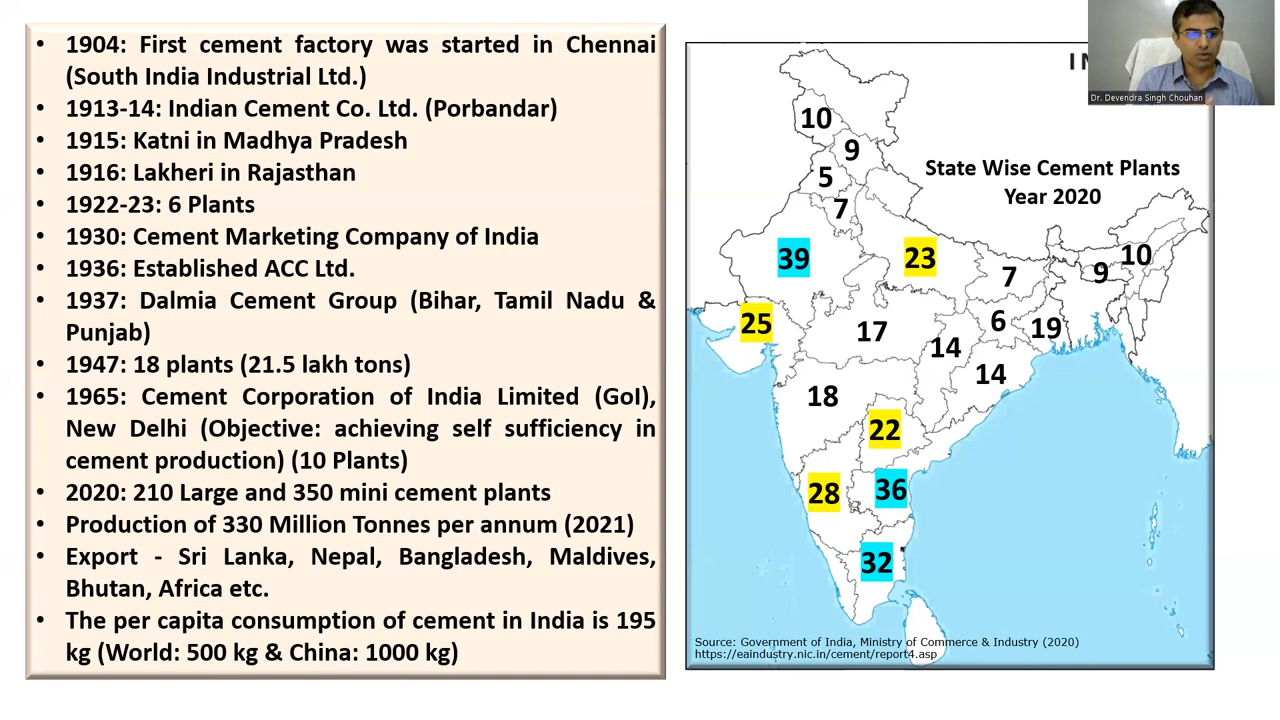 • 1904: First cement factory was started in Chennai
(South India Industrial Ltd.)
• 1913-14: Indian Cement Co. Ltd. (Porbandar)
• 1915: Katni in Madhya Pradesh
• 1916: Lakheri in Rajasthan
• 1922-23: 6 Plants
• 1930: Cement Marketing Company of India
• 1936: Established ACC Ltd.
• 1937: Dalmia Cement Group (Bihar, Tamil Nadu &
Punjab)
• 1947: 18 plants (21.5 lakh tons)
• 1965: Cement Corporation of India Limited (GoI),
New Delhi (Objective: achieving self sufficiency in
cement production) (10 Plants)
• 2020: 210 Large and 350 mini cement plants
• Production of 330 Million Tonnes per annum (2021)
• Export - Sri Lanka, Nepal, Bangladesh, Maldives,
Bhutan, Africa etc.
• The per capita consumption of cement in India is 195
kg (World: 500 kg & China: 1000 kg)
Dr. Devendra Singh Chouhan
State Wise Cement Plants
Year 2020
10
9
5
7
39
23
7
9
10
25
17
6
19
14
14
18
22
28
36
32
Source: Government of India, Ministry of Commerce & Industry (2020)
https://eaindustry.nic.in/cement/report4.asp